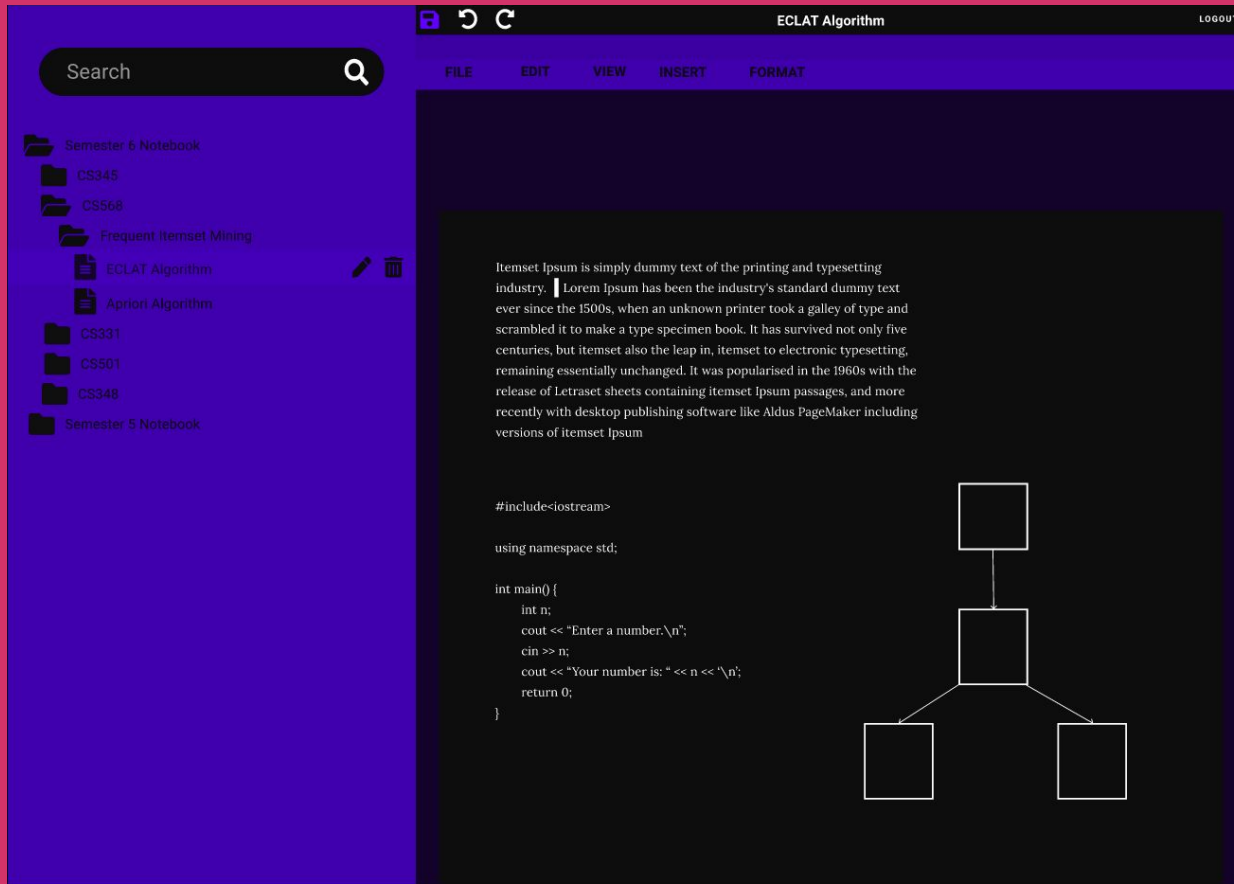 ECLAT Algorithm
LOGOUT
Search
FILE EDIT VIEW INSERT FORMAT
Semester 6 Notebook
CS345
CS568
Frequent Itemset Mining
ECLAT Algorithm
Apriori Algorithm
CS331
CS501
CS348
Semester 5 Notebook
Itemset Ipsum is simply dummy text of the printing and typesetting
industry. Lorem Ipsum has been the industry's standard dummy text
ever since the 1500s, when an unknown printer took a galley of type and
scrambled it to make a type specimen book. It has survived not only five
centuries, but itemset also the leap in, itemset to electronic typesetting,
remaining essentially unchanged. It was popularised in the 1960s with the
release of Letraset sheets containing itemset Ipsum passages, and more
recently with desktop publishing software like Aldus PageMaker including
versions of itemset Ipsum
#include<iostream>
using namespace std;
int main() {
int n;
cout << “Enter a number.\n”;
cin >> n;
cout << “Your number is: “ << n << ‘\n’;
return 0;
}